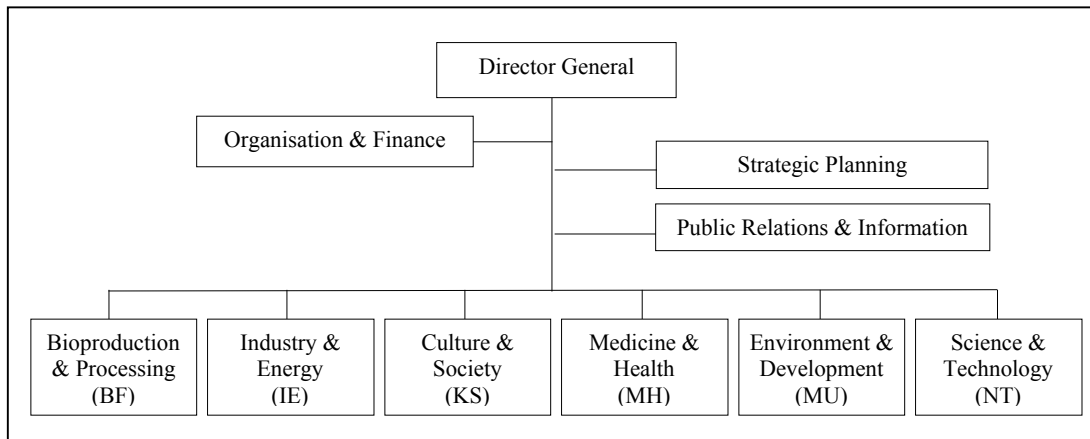 Director General
Organisation & Finance
Strategic Planning
Public Relations & Information
Bioproduction
& Processing
(BF)
Industry &
Energy
(IE)
Culture &
Society
(KS)
Medicine &
Health
(MH)
Environment &
Development
(MU)
Science &
Technology
(NT)